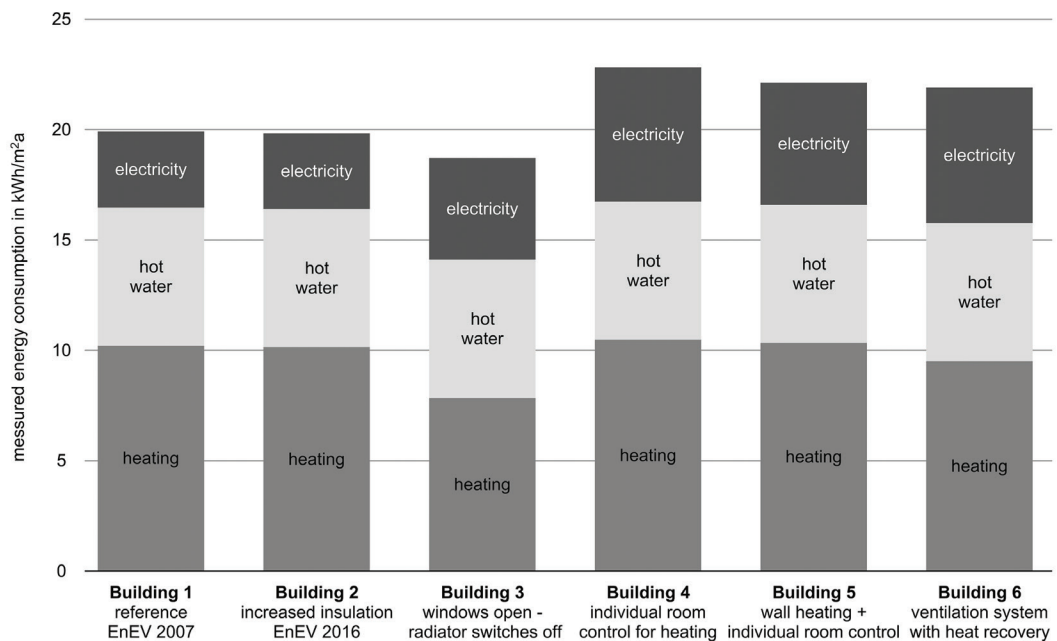 25
20
15
10
5
0
messured energy consumption in kWh/m²a
electricity
hot
water
heating
electricity
hot
water
heating
electricity
hot
water
heating
electricity
hot
water
heating
electricity
hot
water
heating
electricity
hot
water
heating
Building 1
reference
EnEV 2007
Building 2
increased insulation
EnEV 2016
Building 3
windows open -
radiator switches off
Building 4
individual room
control for heating
Building 5
wall heating +
individual room control
Building 6
ventilation system
with heat recovery